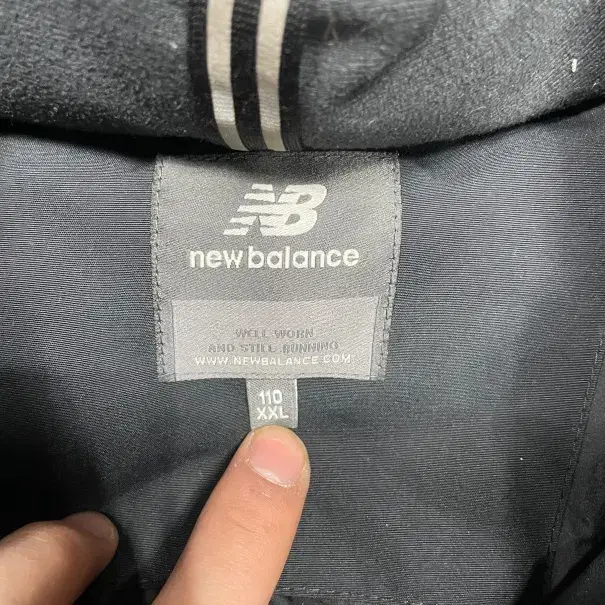 NB
new balance
WELL WORN
AND STILL RUNNING
WWW.NEWBALANCE.COM
110
XXL